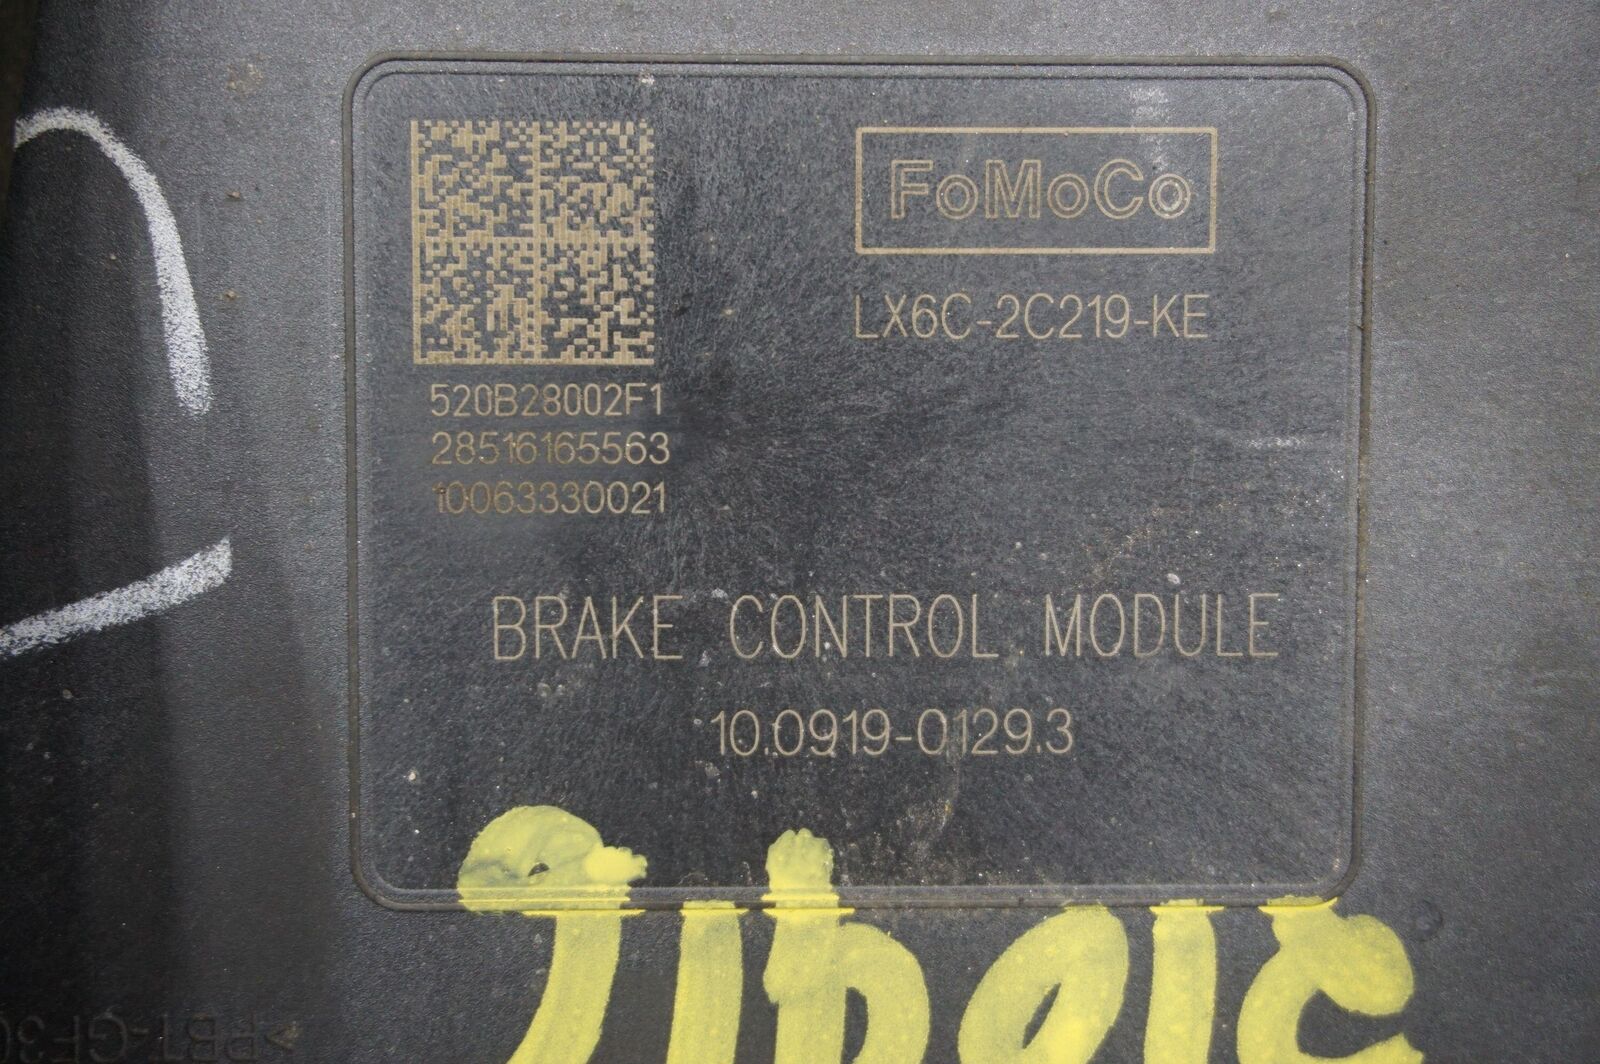 FoMoCo
LX6C-2C219-KE
520B28002F1
28516165563
10063330021
BRAKE CONTROL MODULE
10.0919-0129.3